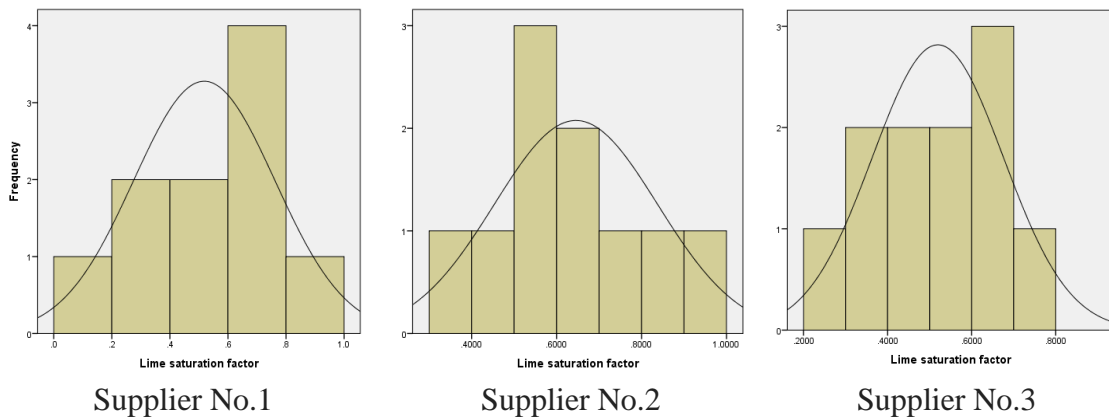 4
3
2
1
0
Frequency
.0 .2 .4 .6 .8 1.0
Lime saturation factor
Supplier No.1
3
2
1
0
.4000 .6000 .8000 1.0000
Lime saturation factor
Supplier No.2
3
2
1
0
.2000 .4000 .6000 .8000
Lime saturation factor
Supplier No.3